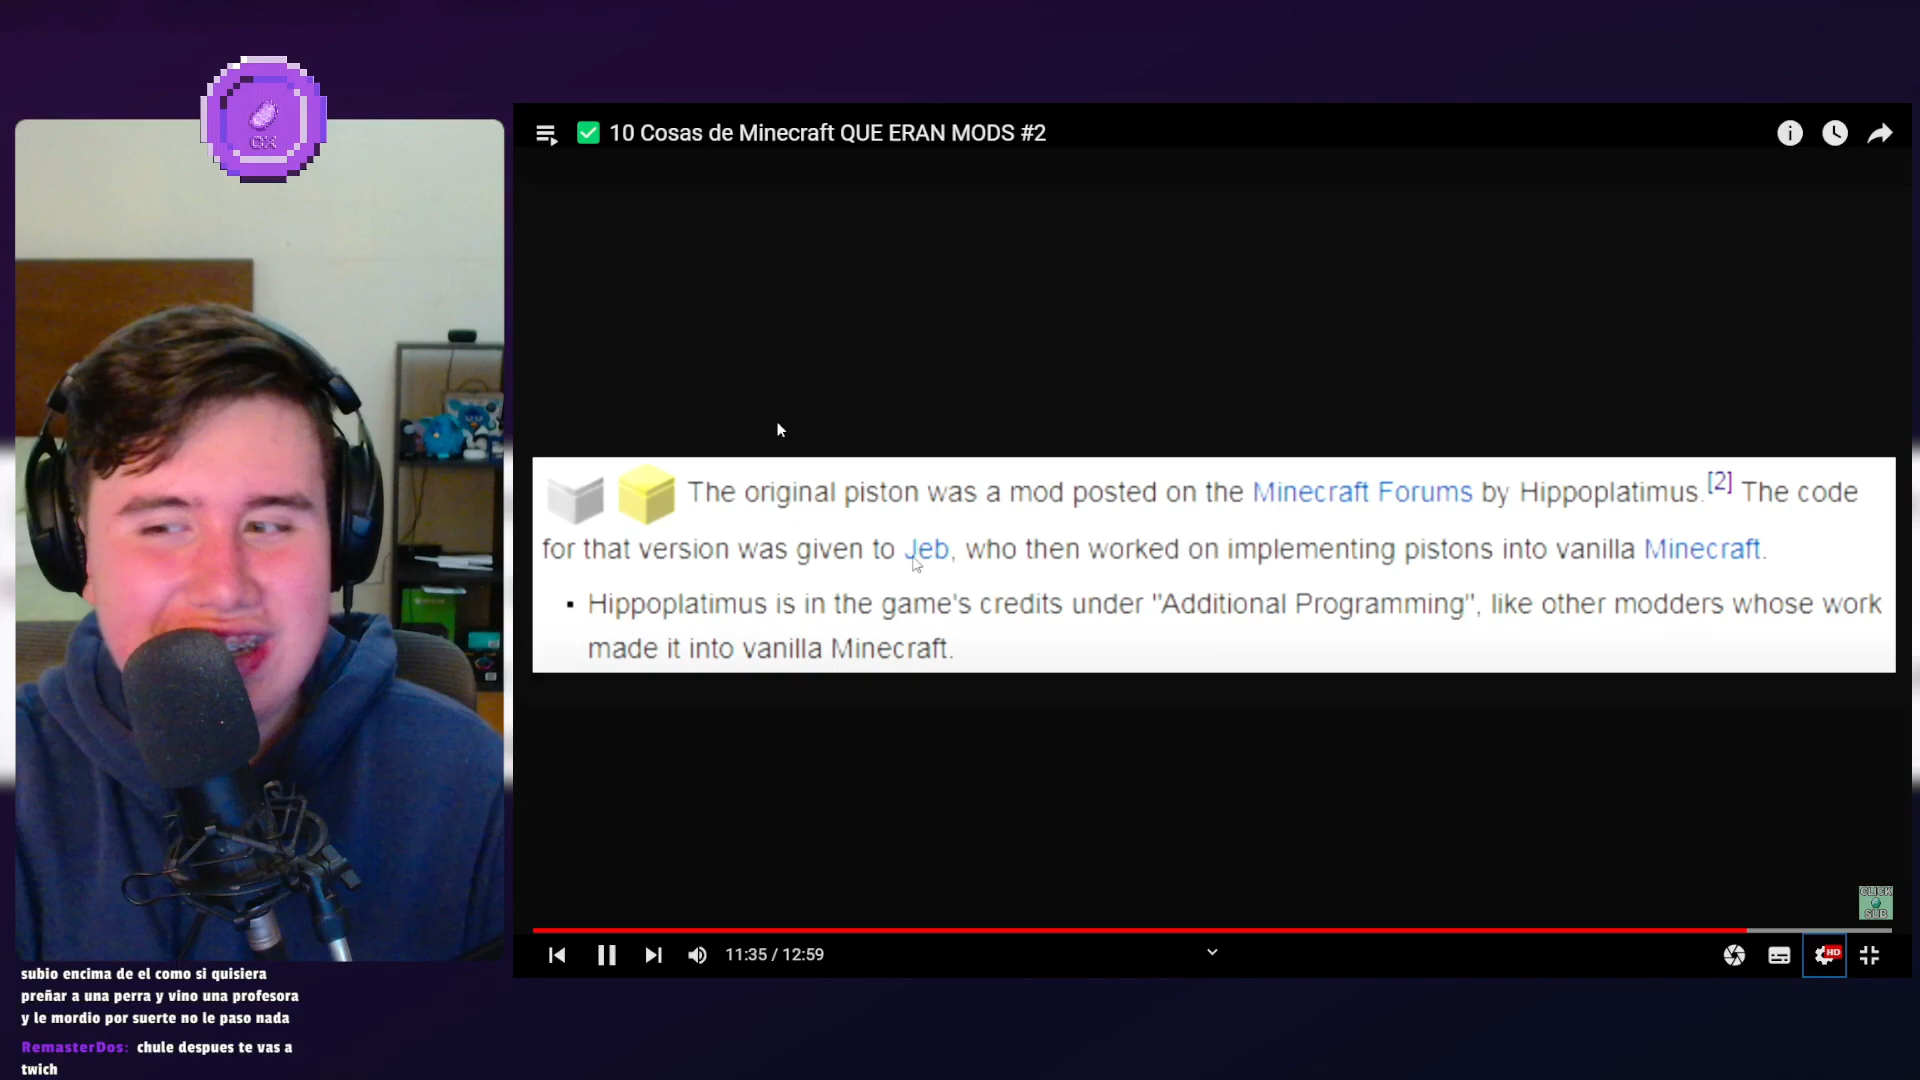 CX
10 Cosas de Minecraft QUE ERAN MODS #2
The original piston was a mod posted on the Minecraft Forums by Hippoplatimus.[2] The code
for that version was given to Jeb, who then worked on implementing pistons into vanilla Minecraft.
▪ Hippoplatimus is in the game's credits under "Additional Programming", like other modders whose work
made it into vanilla Minecraft.
CLICK
SUB
11:35 / 12:59
HD
subio encima de el como si quisiera
preñar a una perra y vino una profesora
y le mordio por suerte no le paso nada
RemasterDos: chule despues te vas a
twich